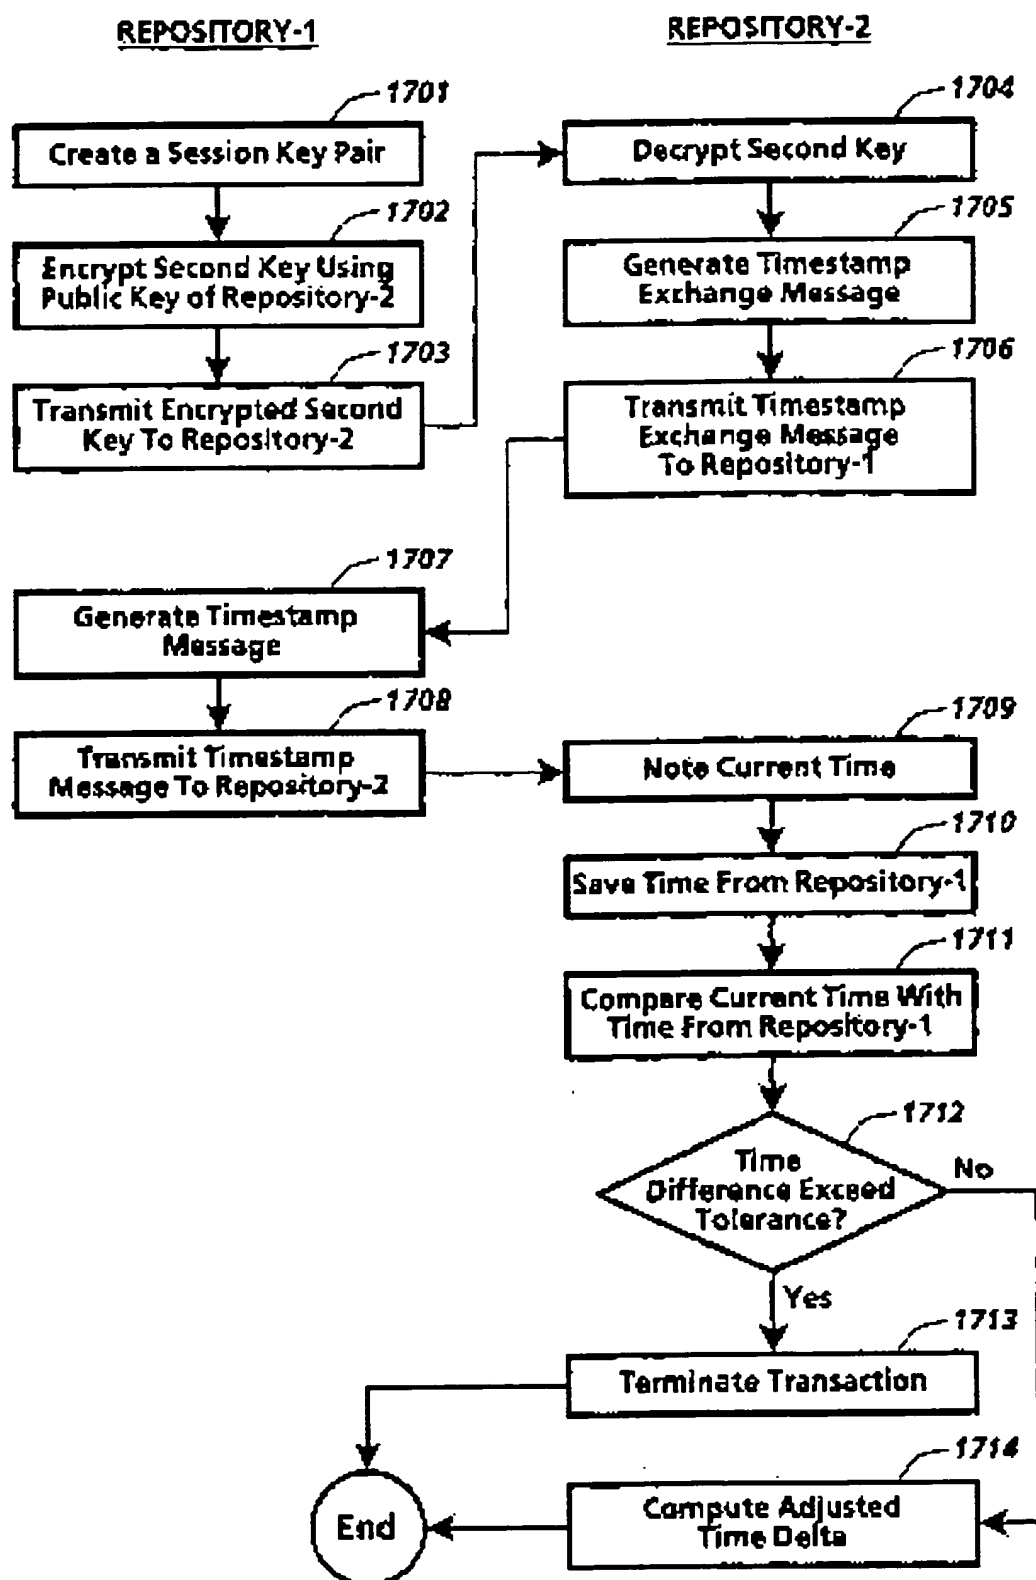 REPOSITORY-1
REPOSITORY-2
1701
Create a Session Key Pair
1702
Encrypt Second Key Using
Public Key of Repository-2
1703
Transmit Encrypted Second
Key To Repository-2
1704
Decrypt Second Key
1705
Generate Timestamp
Exchange Message
1706
Transmit Timestamp
Exchange Message
To Repository-1
1707
Generate Timestamp
Message
1708
Transmit Timestamp
Message To Repository-2
1709
Note Current Time
1710
Save Time From Repository-1
1711
Compare Current Time With
Time From Repository-1
1712
Time
Difference Exceed
Tolerance?
No
Yes
1713
Terminate Transaction
1714
Compute Adjusted
Time Delta
End